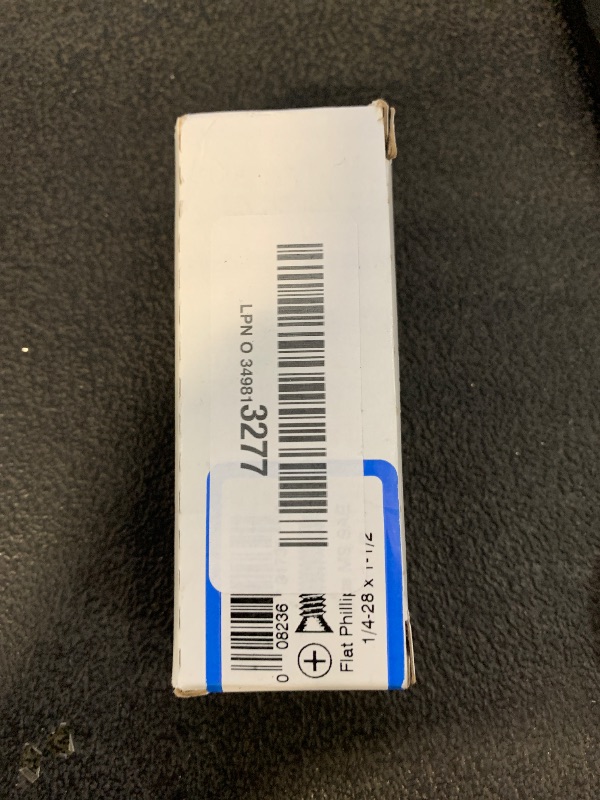 LPN O 349813277
0 08236
Flat Phillip
1/4-28 x 1-1/2